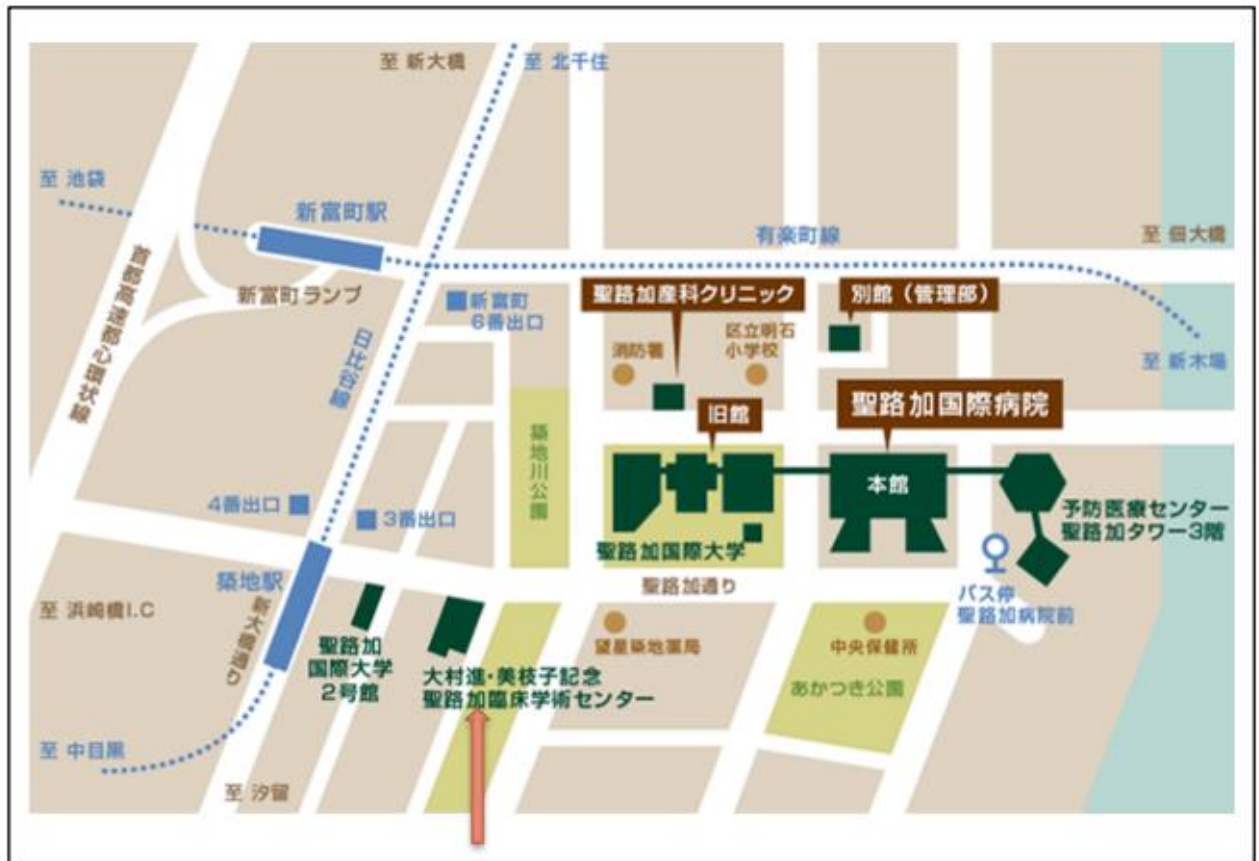 至 新大橋
至 北千住
至 池袋
新富町駅
有楽町線
至 佃大橋
首都高速都心環状線
新富町ランプ
新富町
6番出口
聖路加産科クリニック
別館(管理部)
日比谷線
消防署
区立明石
小学校
至 新木場
旧館
聖路加国際病院
築地川公園
本館
4番出口
3番出口
予防医療センター
聖路加タワー3階
聖路加国際大学
築地駅
聖路加通り
バス停
聖路加病院前
至 浜崎橋I.C
新大橋通り
聖路加
国際大学
2号館
大村進・美枝子記念
聖路加臨床学術センター
望星築地薬局
中央保健所
あかつき公園
至 中目黒
至 汐留